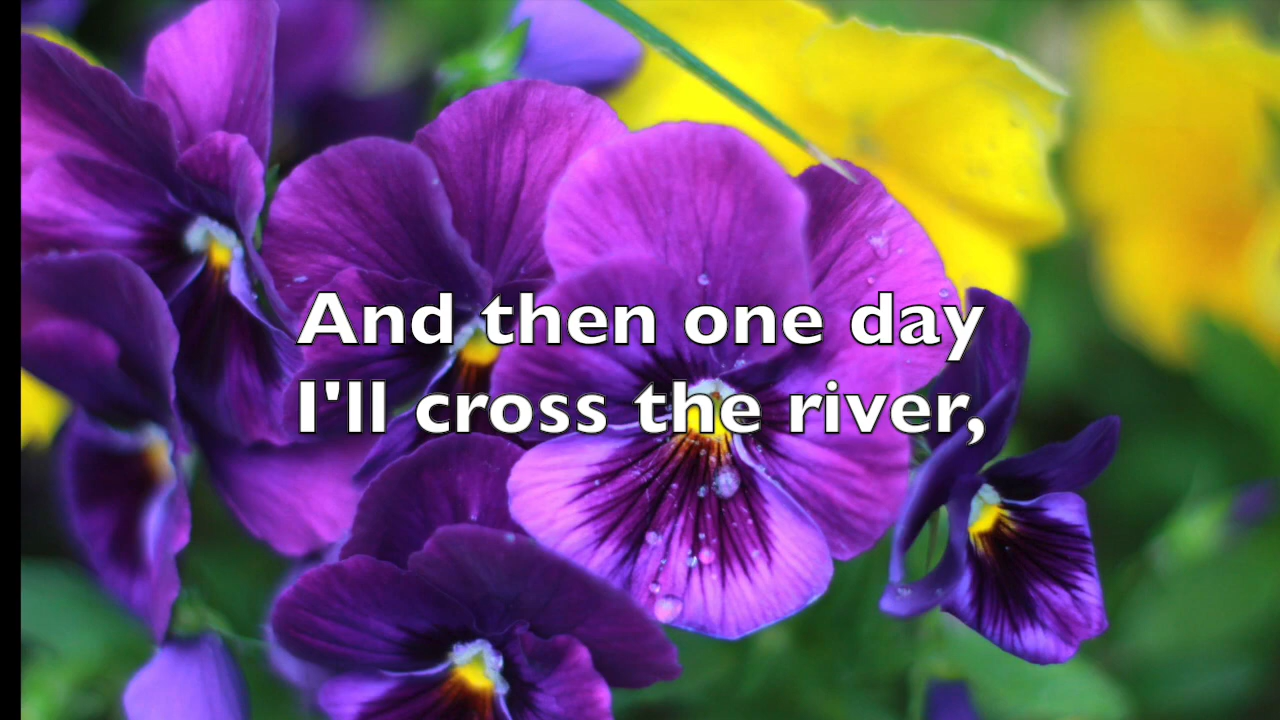 And then one day
I'll cross the river,